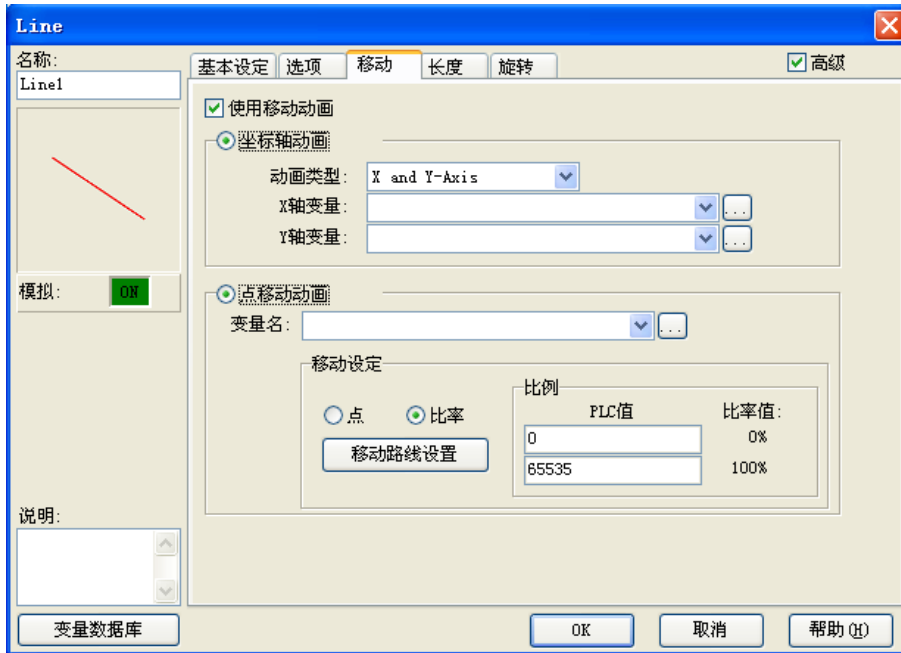 Line
名称:
Line1
基本设定 选项 移动 长度 旋转
高级
使用移动动画
坐标轴动画
动画类型: X and Y-Axis
X轴变量: ...
Y轴变量: ...
模拟: ON
点移动动画
变量名: ...
移动设定
点 比率
移动路线设置
比例
PLC值 比率值:
0 0%
65535 100%
说明:
变量数据库
OK 取消 帮助(H)